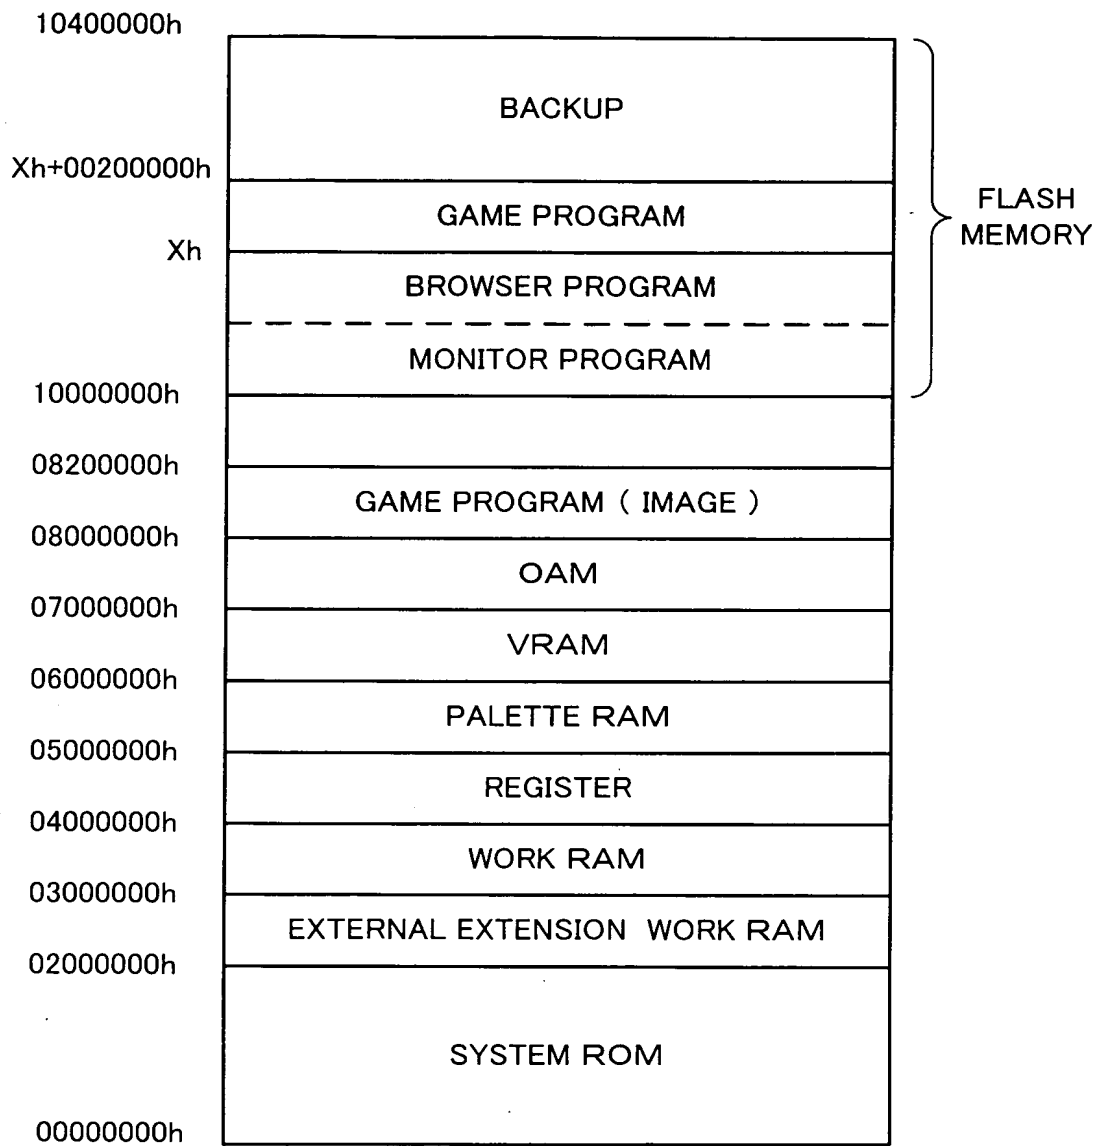 10400000h
BACKUP
Xh+00200000h
GAME PROGRAM
FLASH
MEMORY
Xh
BROWSER PROGRAM
MONITOR PROGRAM
10000000h
08200000h
GAME PROGRAM ( IMAGE )
08000000h
OAM
07000000h
VRAM
06000000h
PALETTE RAM
05000000h
REGISTER
04000000h
WORK RAM
03000000h
EXTERNAL EXTENSION WORK RAM
02000000h
SYSTEM ROM
00000000h